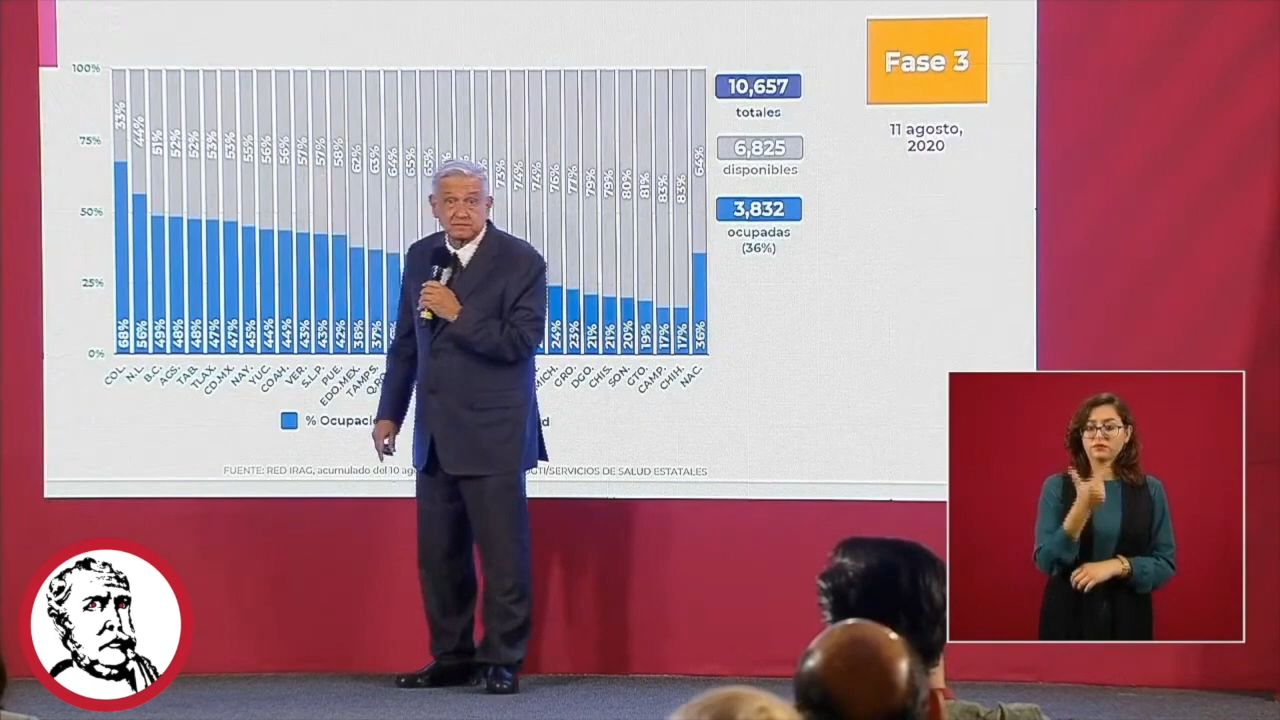 Fase 3
11 agosto,
2020
10,657
totales
6,825
disponibles
3,832
ocupadas
(36%)
100%
75%
50%
25%
0%
33% 44% 51% 52% 52% 53% 53% 55% 56% 56% 57% 57% 58% 62% 63% 64% 65% 65% 73% 74% 74% 76% 77% 79% 79% 80% 81% 83% 83% 64%
68% 56% 49% 48% 48% 47% 47% 45% 44% 44% 43% 43% 42% 38% 37% 24% 23% 21% 21% 20% 19% 17% 17% 36%
COL. N.L. B.C. AGS. TAB. TLAX. CD.MX. NAY. YUC. COAH. VER. S.L.P. PUE. EDO.MEX. TAMPS. MICH. GRO. DGO. CHIS. SON. GTO. CAMP. CHIH. NAC.
%
FUENTE: RED IRAG, acumulado del 10 SERVICIOS DE SALUD ESTATALES